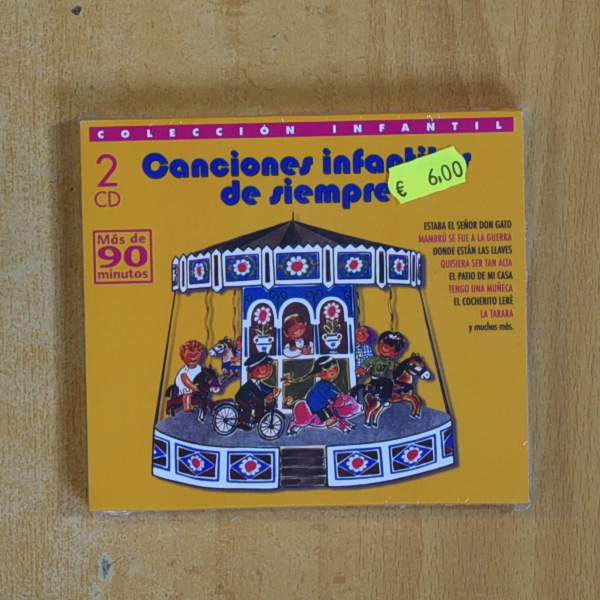 COLECCIÓN INFANTIL
2
CD
Canciones
de siempre
€ 6,00
Más de
90
minutos
ESTABA EL SEÑOR DON GATO
MAMBRÚ SE FUE A LA GUERRA
DONDE ESTÁN LAS LLAVES
QUISIERA SER TAN ALTA
EL PATIO DE MI CASA
TENGO UNA MUÑECA
EL COCHERITO LERÉ
LA TARARA
y muchas más.